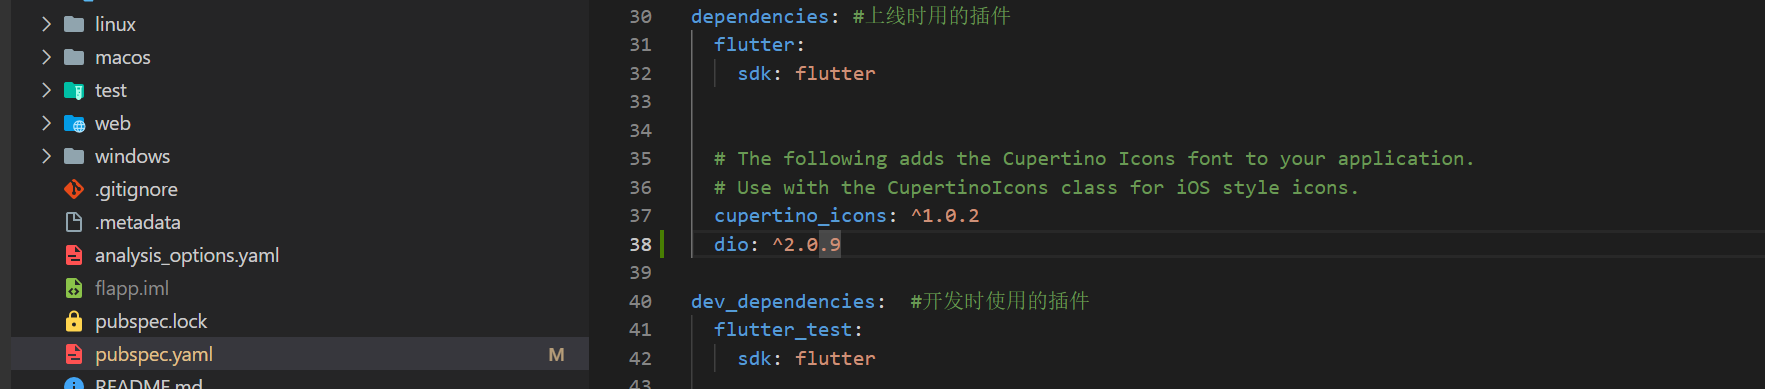 linux
macos
test
web
windows
.gitignore
.metadata
analysis_options.yaml
flapp.iml
pubspec.lock
pubspec.yaml M
README.md
30 dependencies: #上线时用的插件
31 flutter:
32 sdk: flutter
33
34
35 # The following adds the Cupertino Icons font to your application.
36 # Use with the CupertinoIcons class for iOS style icons.
37 cupertino_icons: ^1.0.2
38 dio: ^2.0.9
39
40 dev_dependencies:  #开发时使用的插件
41 flutter_test:
42 sdk: flutter
43